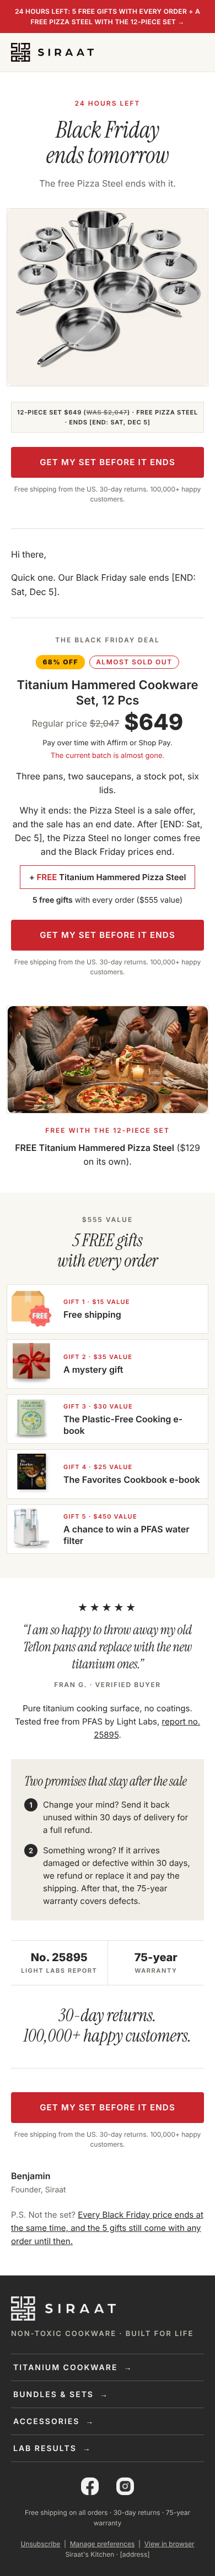 24 HOURS LEFT: 5 FREE GIFTS WITH EVERY ORDER + A
FREE PIZZA STEEL WITH THE 12-PIECE SET →
SIRAAT
24 HOURS LEFT
Black Friday
ends tomorrow
The free Pizza Steel ends with it.
12-PIECE SET $649 (WAS $2,047) · FREE PIZZA STEEL
· ENDS [END: SAT, DEC 5]
GET MY SET BEFORE IT ENDS
Free shipping from the US. 30-day returns. 100,000+ happy
customers.
Hi there,
Quick one. Our Black Friday sale ends [END:
Sat, Dec 5].
THE BLACK FRIDAY DEAL
68% OFF
ALMOST SOLD OUT
Titanium Hammered Cookware
Set, 12 Pcs
Regular price $2,047 $649
Pay over time with Affirm or Shop Pay.
The current batch is almost gone.
Three pans, two saucepans, a stock pot, six
lids.
Why it ends: the Pizza Steel is a sale offer,
and the sale has an end date. After [END: Sat,
Dec 5], the Pizza Steel no longer comes free
and the Black Friday prices end.
+ FREE Titanium Hammered Pizza Steel
5 free gifts with every order ($555 value)
GET MY SET BEFORE IT ENDS
Free shipping from the US. 30-day returns. 100,000+ happy
customers.
FREE WITH THE 12-PIECE SET
FREE Titanium Hammered Pizza Steel ($129
on its own).
$555 VALUE
5 FREE gifts
with every order
FREE
GIFT 1 · $15 VALUE
Free shipping
GIFT 2 · $35 VALUE
A mystery gift
GIFT 3 · $30 VALUE
The Plastic-Free Cooking e-
book
GIFT 4 · $25 VALUE
The Favorites Cookbook e-book
GIFT 5 · $450 VALUE
A chance to win a PFAS water
filter
★★★★★
“I am so happy to throw away my old
Teflon pans and replace with the new
titanium ones.”
FRAN G. · VERIFIED BUYER
Pure titanium cooking surface, no coatings.
Tested free from PFAS by Light Labs, report no.
25895.
Two promises that stay after the sale
1 Change your mind? Send it back
unused within 30 days of delivery for
a full refund.
2 Something wrong? If it arrives
damaged or defective within 30 days,
we refund or replace it and pay the
shipping. After that, the 75-year
warranty covers defects.
No. 25895
LIGHT LABS REPORT
75-year
WARRANTY
30-day returns.
100,000+ happy customers.
GET MY SET BEFORE IT ENDS
Free shipping from the US. 30-day returns. 100,000+ happy
customers.
Benjamin
Founder, Siraat
P.S. Not the set? Every Black Friday price ends at
the same time, and the 5 free gifts still come with any
order until then.
SIRAAT
NON-TOXIC COOKWARE · BUILT FOR LIFE
TITANIUM COOKWARE →
BUNDLES & SETS →
ACCESSORIES →
LAB RESULTS →
Free shipping on all orders · 30-day returns · 75-year
warranty
Unsubscribe | Manage preferences | View in browser
Siraat's Kitchen · [address]